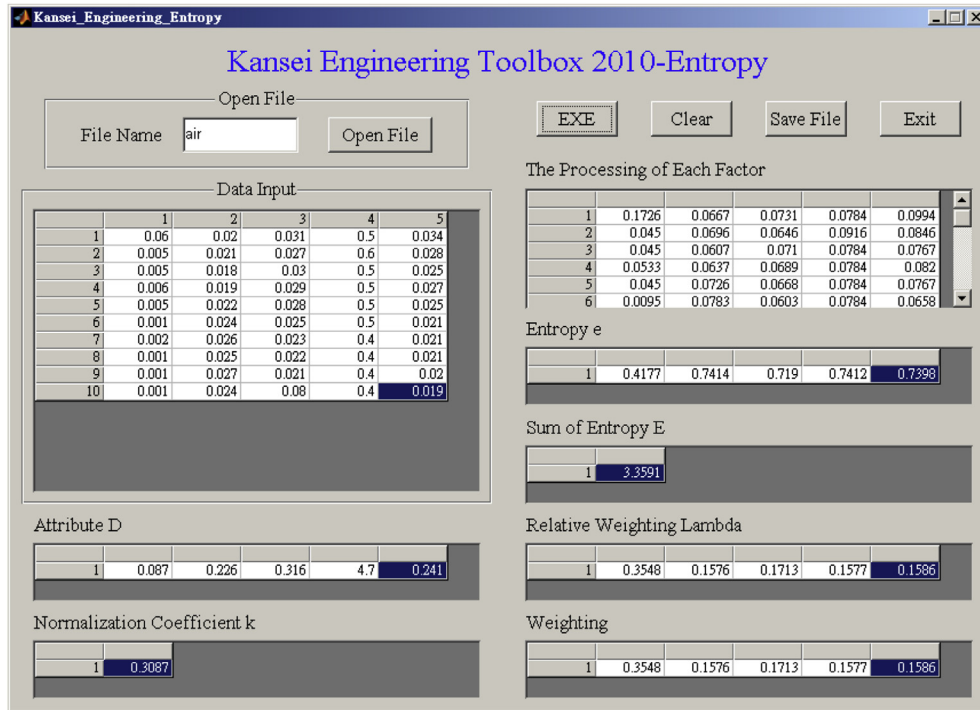 Kansei_Engineering_Entropy
Kansei Engineering Toolbox 2010-Entropy
Open File
File Name air Open File
EXE Clear Save File Exit
Data Input
1 2 3 4 5
1 0.06 0.02 0.031 0.5 0.034
2 0.005 0.021 0.027 0.6 0.028
3 0.005 0.018 0.03 0.5 0.025
4 0.006 0.019 0.029 0.5 0.027
5 0.005 0.022 0.028 0.5 0.025
6 0.001 0.024 0.025 0.5 0.021
7 0.002 0.026 0.023 0.4 0.021
8 0.001 0.025 0.022 0.4 0.021
9 0.001 0.027 0.021 0.4 0.02
10 0.001 0.024 0.08 0.4 0.019
Attribute D
1 0.087 0.226 0.316 4.7 0.241
Normalization Coefficient k
1 0.3087
The Processing of Each Factor
1 0.1726 0.0667 0.0731 0.0784 0.0994
2 0.045 0.0696 0.0646 0.0916 0.0846
3 0.045 0.0607 0.071 0.0784 0.0767
4 0.0533 0.0637 0.0689 0.0784 0.082
5 0.045 0.0726 0.0668 0.0784 0.0767
6 0.0095 0.0783 0.0603 0.0784 0.0658
Entropy e
1 0.4177 0.7414 0.719 0.7412 0.7398
Sum of Entropy E
1 3.3591
Relative Weighting Lambda
1 0.3548 0.1576 0.1713 0.1577 0.1586
Weighting
1 0.3548 0.1576 0.1713 0.1577 0.1586